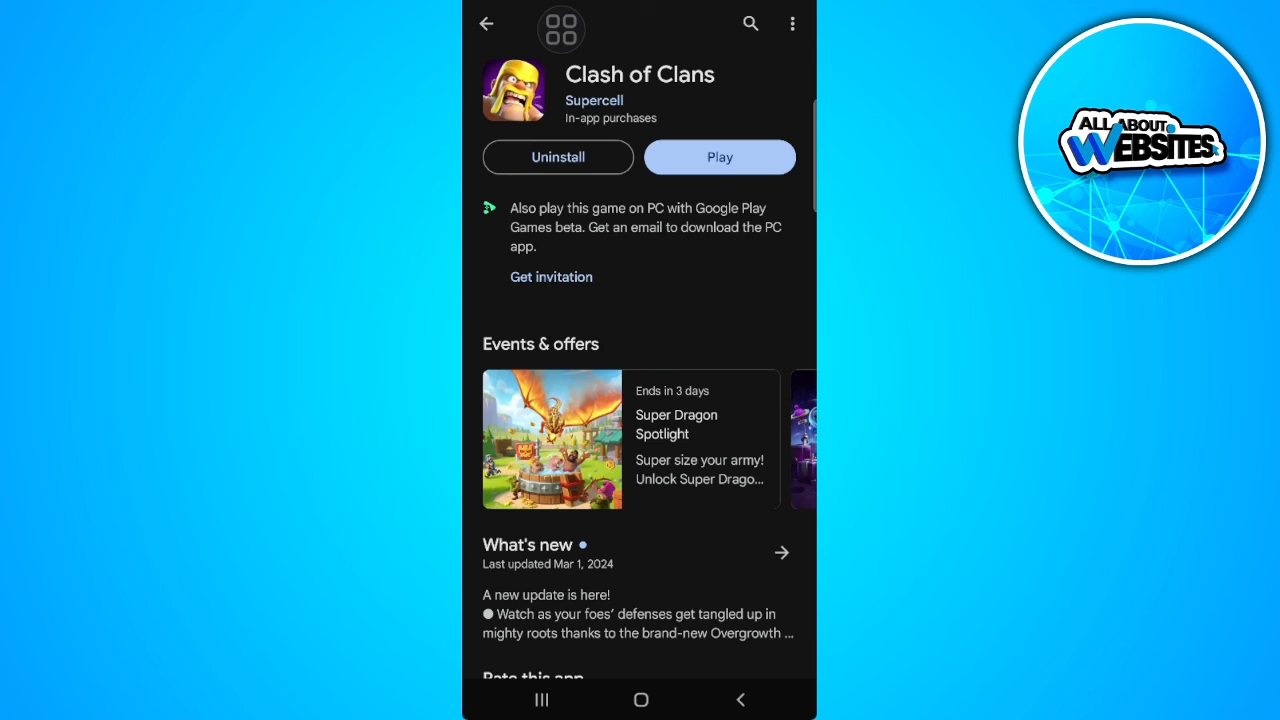 Clash of Clans
Supercell
In-app purchases
Uninstall
Play
Also play this game on PC with Google Play
Games beta. Get an email to download the PC
app.
Get invitation
Events & offers
Ends in 3 days
Super Dragon
Spotlight
Super size your army!
Unlock Super Drago...
What's new
Last updated Mar 1, 2024
A new update is here!
● Watch as your foes’ defenses get tangled up in
mighty roots thanks to the brand-new Overgrowth ...
Rate this app
ALL ABOUT
WEBSITES